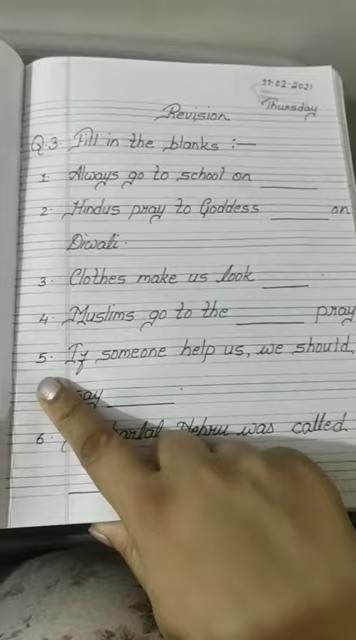 11-02-2021
Thursday
Revision
Q.3. Fill in the blanks :-
1. Always go to school on ______
2. Hindus pray to Goddess ______ on
Diwali.
3. Clothes make us look _____
4. Muslims go to the ______ pray
5. If someone help us, we should
say ______.
6. Nehru was called